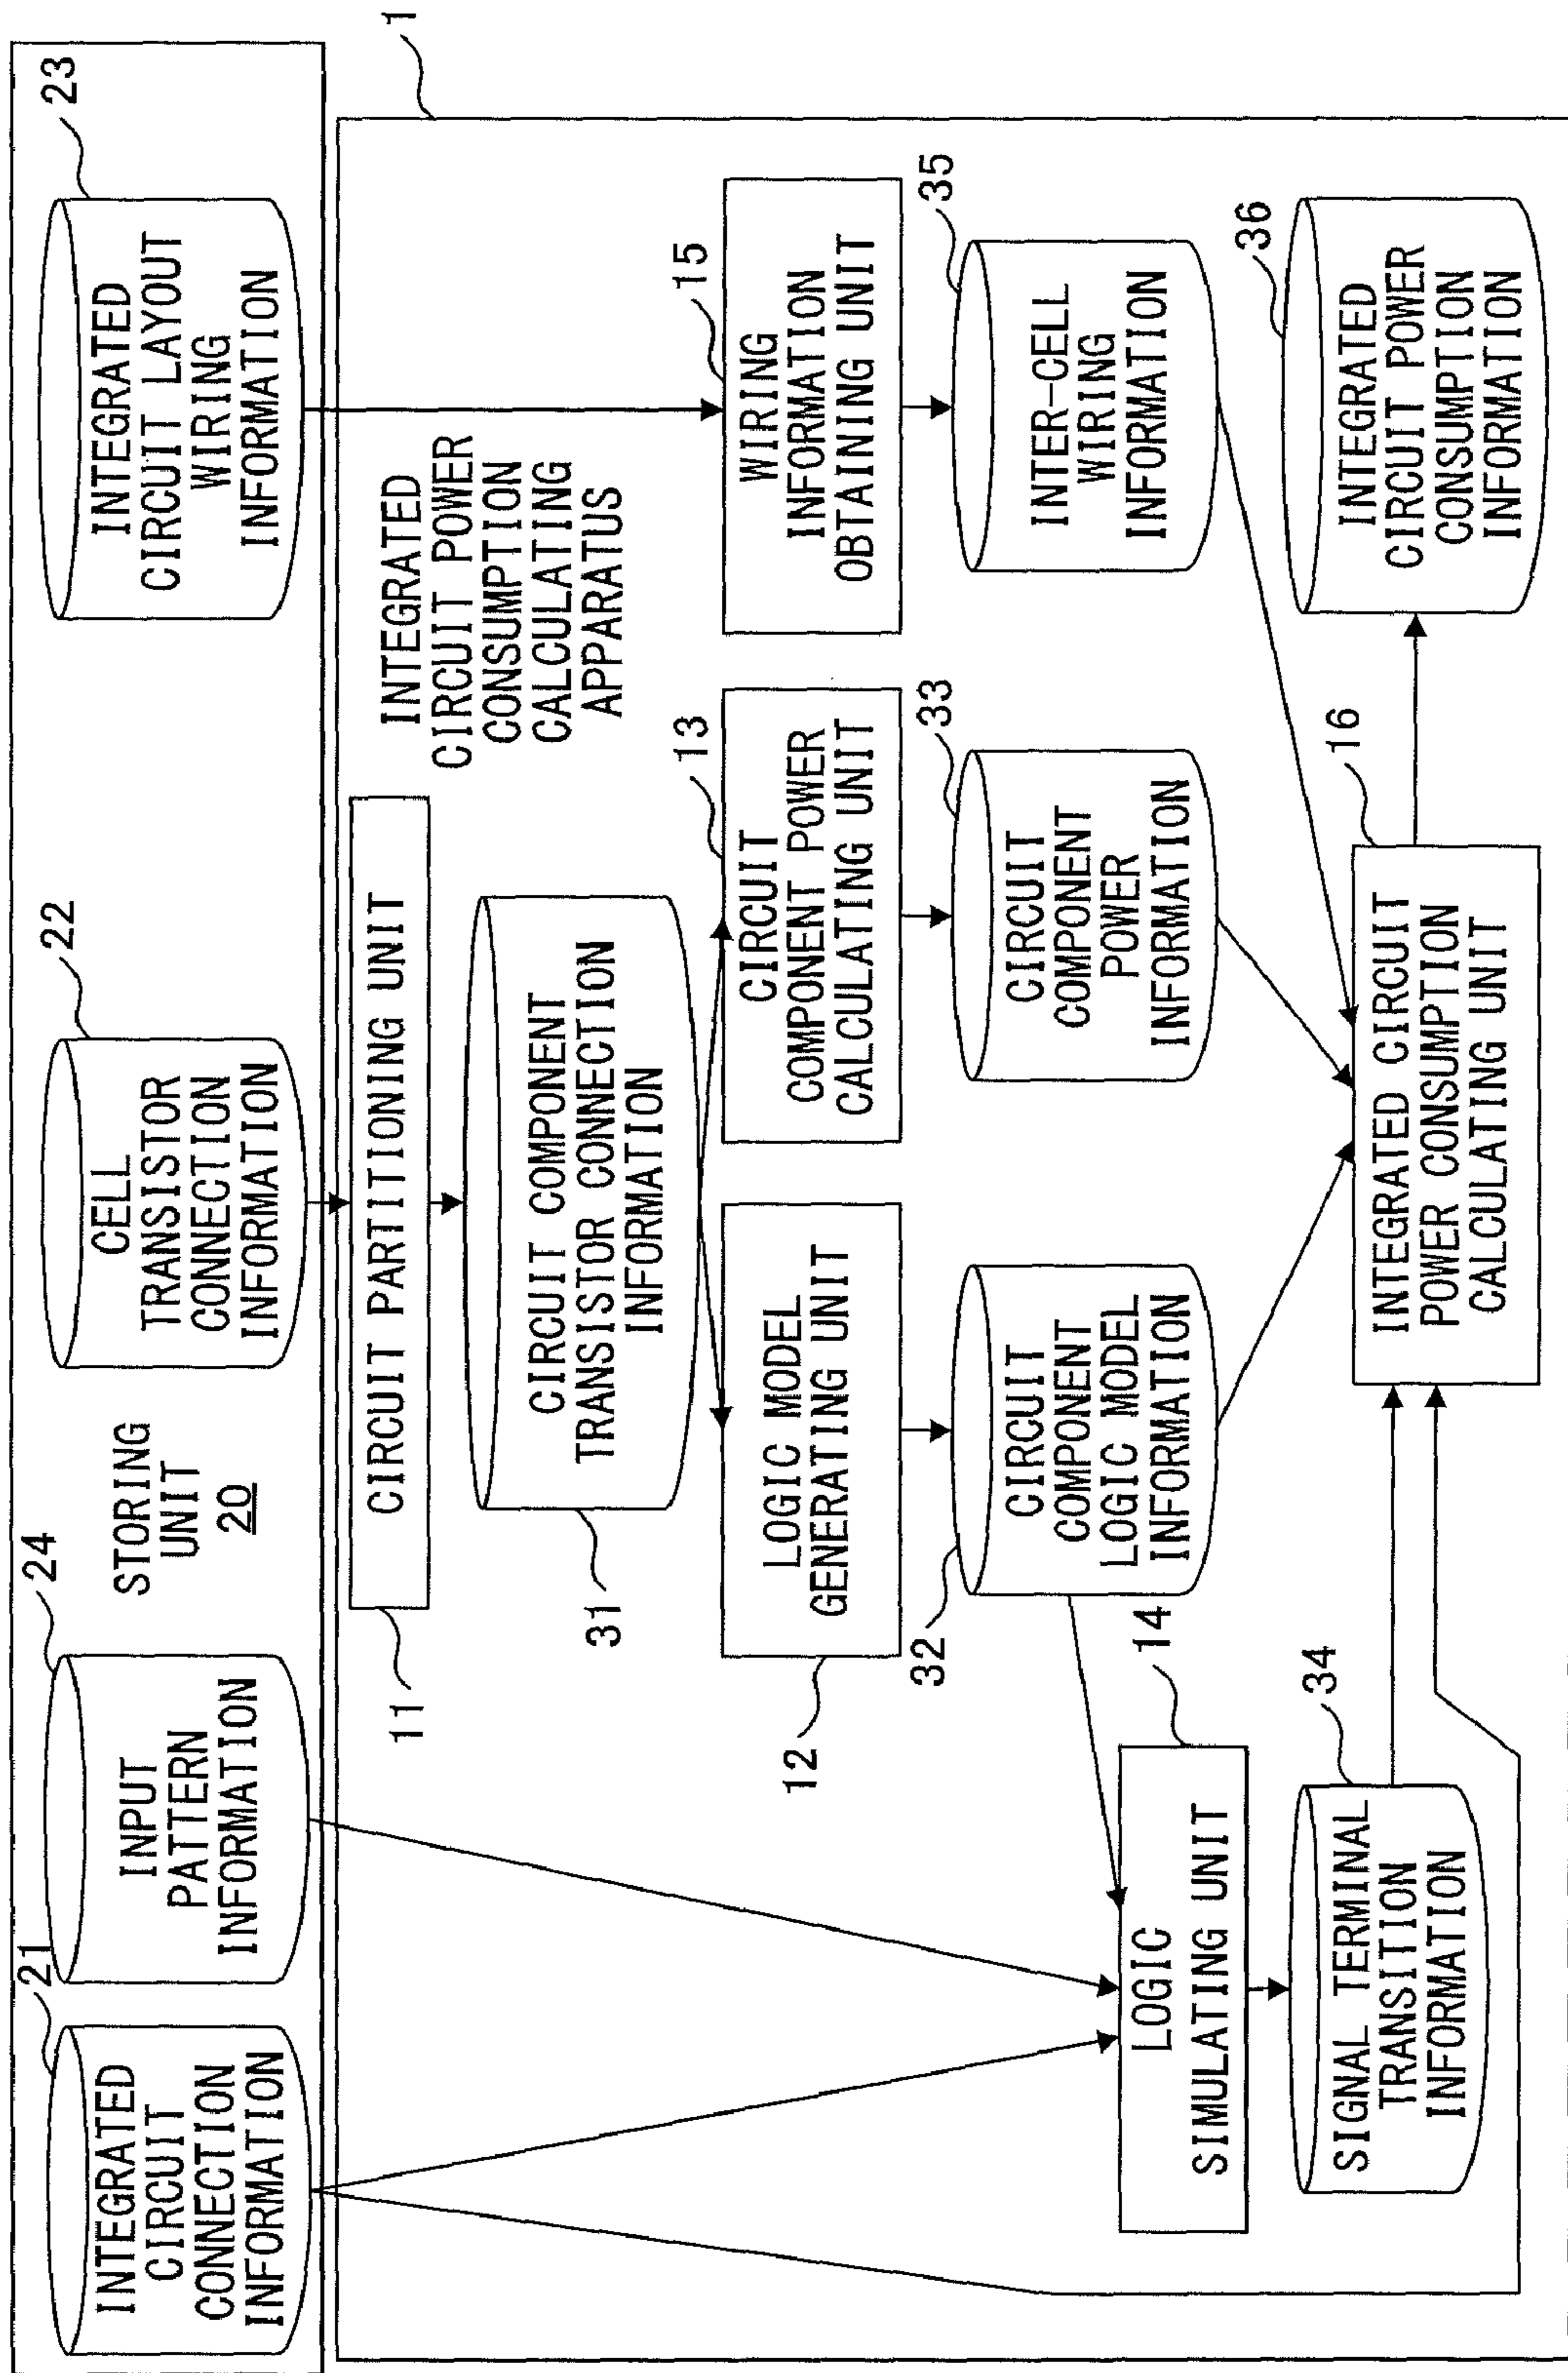 21
INTEGRATED
CIRCUIT
CONNECTION
INFORMATION
24
INPUT
PATTERN
INFORMATION
STORING
UNIT
20
22
CELL
TRANSISTOR
CONNECTION
INFORMATION
23
INTEGRATED
CIRCUIT LAYOUT
WIRING
INFORMATION
1
11
CIRCUIT PARTITIONING UNIT
INTEGRATED
CIRCUIT POWER
CONSUMPTION
CALCULATING
APPARATUS
31
CIRCUIT COMPONENT
TRANSISTOR CONNECTION
INFORMATION
12
LOGIC MODEL
GENERATING UNIT
13
CIRCUIT
COMPONENT POWER
CALCULATING UNIT
15
WIRING
INFORMATION
OBTAINING UNIT
32
CIRCUIT
COMPONENT
LOGIC MODEL
INFORMATION
33
CIRCUIT
COMPONENT
POWER
INFORMATION
35
INTER-CELL
WIRING
INFORMATION
14
LOGIC
SIMULATING UNIT
34
SIGNAL TERMINAL
TRANSITION
INFORMATION
16
INTEGRATED CIRCUIT
POWER CONSUMPTION
CALCULATING UNIT
36
INTEGRATED
CIRCUIT POWER
CONSUMPTION
INFORMATION